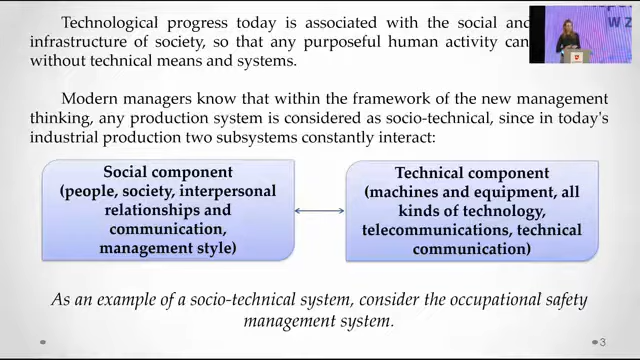 Technological progress today is associated with the social and
infrastructure of society, so that any purposeful human activity can
without technical means and systems.
Modern managers know that within the framework of the new management
thinking, any production system is considered as socio-technical, since in today's
industrial production two subsystems constantly interact:
Social component
(people, society, interpersonal
relationships and
communication,
management style)
Technical component
(machines and equipment, all
kinds of technology,
telecommunications, technical
communication)
As an example of a socio-technical system, consider the occupational safety
management system.
3
W Z